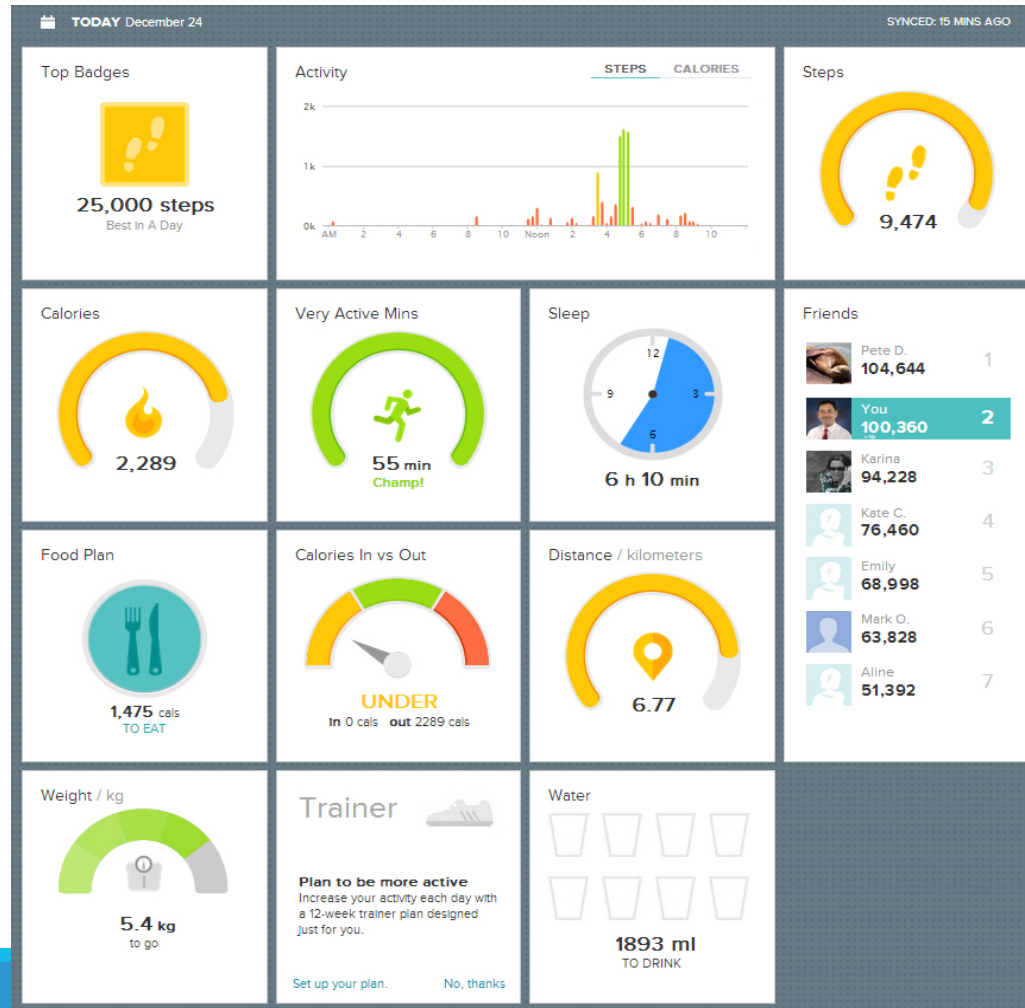 TODAY December 24
SYNCED: 15 MINS AGO
Top Badges
25,000 steps
Best in A Day
Activity
STEPS CALORIES
2k
1k
0k
AM 2 4 6 8 10 Noon 2 4 6 8 10
Steps
9,474
Calories
2,289
Very Active Mins
55 min
Champ!
Sleep
12
9 3
6
6 h 10 min
Friends
Pete D. 1
104,644
You 2
100,360
Karina 3
94,228
Kate C. 4
76,460
Emily 5
68,998
Mark O. 6
63,828
Aline 7
51,392
Food Plan
1,475 cals
TO EAT
Calories In vs Out
UNDER
In 0 cals out 2289 cals
Distance / kilometers
6.77
Weight / kg
5.4 kg
to go
Trainer
Plan to be more active
Increase your activity each day with
a 12-week trainer plan designed
just for you.
Set up your plan. No, thanks
Water
1893 ml
TO DRINK